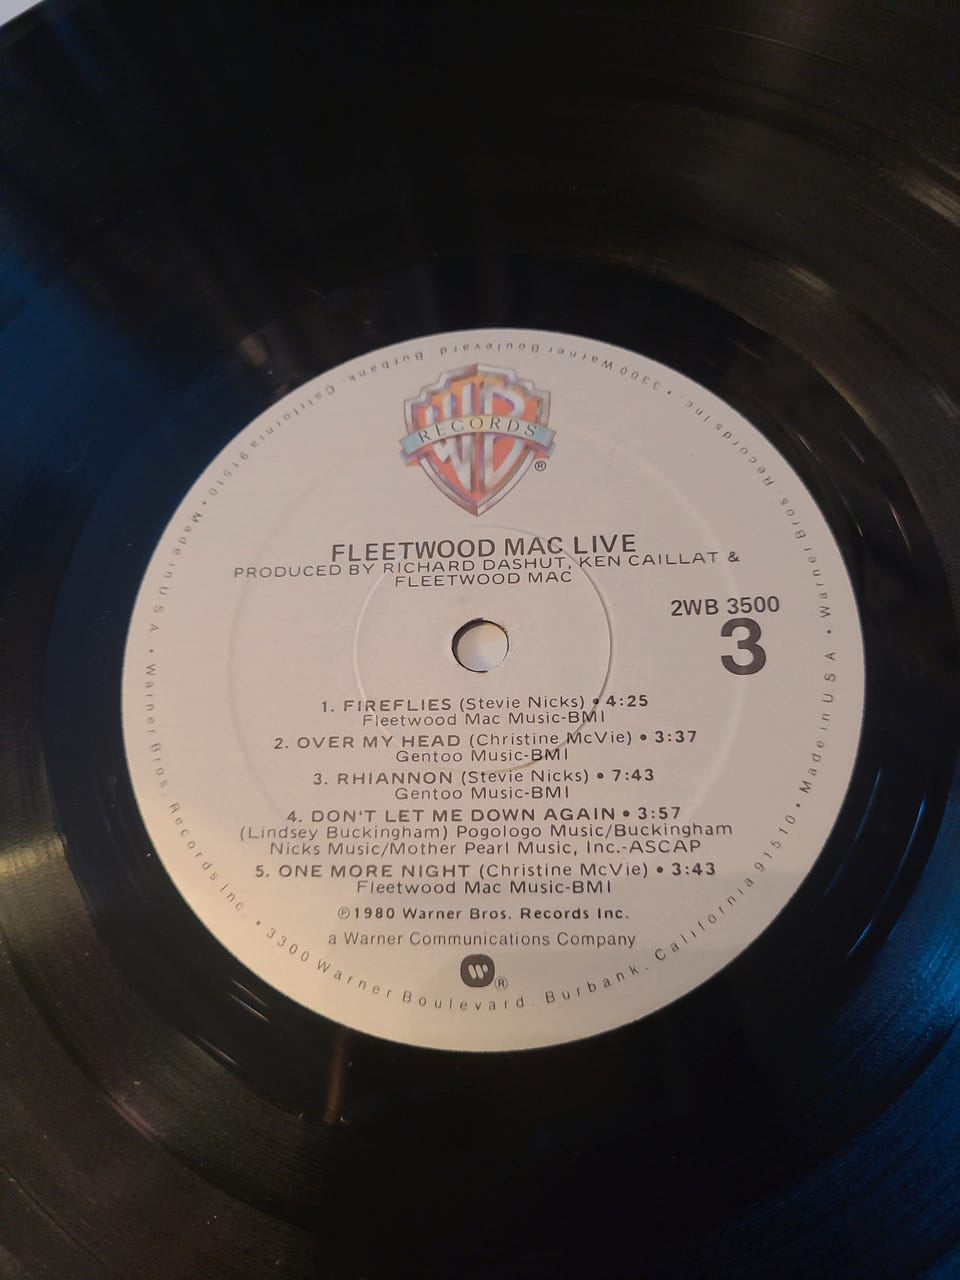 WB
RECORDS
®
FLEETWOOD MAC LIVE
PRODUCED BY RICHARD DASHUT, KEN CAILLAT &
FLEETWOOD MAC
2WB 3500
3
1. FIREFLIES (Stevie Nicks) • 4:25
Fleetwood Mac Music-BMI
2. OVER MY HEAD (Christine McVie) • 3:37
Gentoo Music-BMI
3. RHIANNON (Stevie Nicks) • 7:43
Gentoo Music-BMI
4. DON'T LET ME DOWN AGAIN • 3:57
(Lindsey Buckingham) Pogologo Music/Buckingham
Nicks Music/Mother Pearl Music, Inc.-ASCAP
5. ONE MORE NIGHT (Christine McVie) • 3:43
Fleetwood Mac Music-BMI
℗1980 Warner Bros. Records Inc.
a Warner Communications Company
W®
Warner Bros. Records Inc. • 3300 Warner Boulevard, Burbank, California 91510 • Made in U.S.A. • Warner Bros. Records Inc. • 3300 Warner Boulevard, Burbank, California 91510 • Made in U.S.A. •